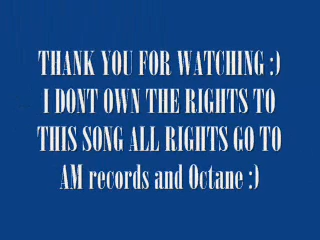 THANK YOU FOR WATCHING :)
I DONT OWN THE RIGHTS TO
THIS SONG ALL RIGHTS GO TO
AM records and Octane :)